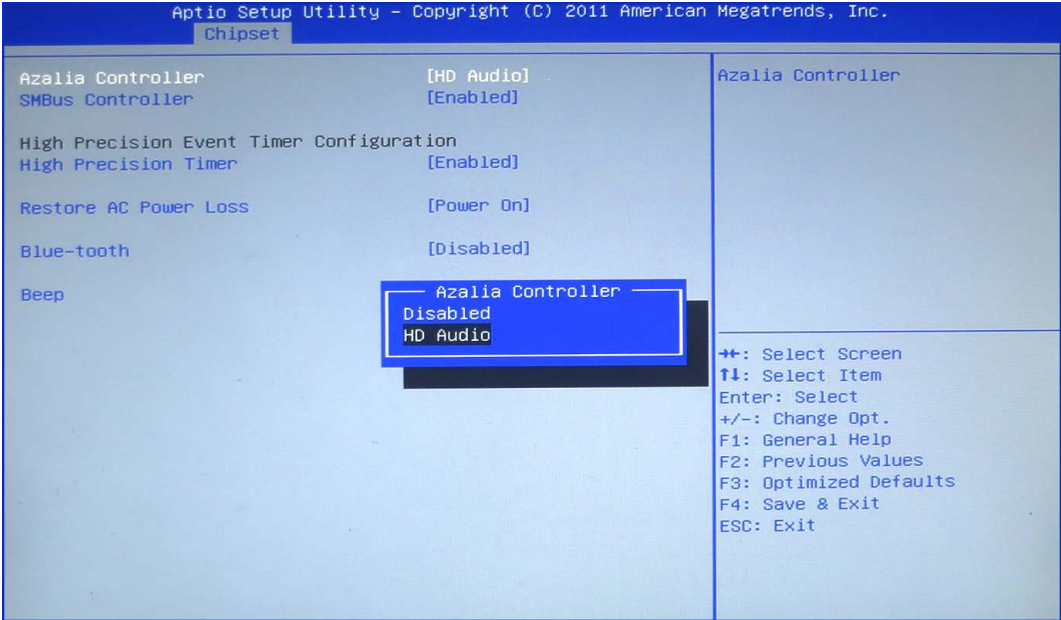 Aptio Setup Utility – Copyright (C) 2011 American Megatrends, Inc.
Chipset
Azalia Controller [HD Audio]
SMBus Controller [Enabled]
High Precision Event Timer Configuration
High Precision Timer [Enabled]
Restore AC Power Loss [Power On]
Blue-tooth [Disabled]
Beep
Azalia Controller
Disabled
HD Audio
Azalia Controller
→←: Select Screen
↑↓: Select Item
Enter: Select
+/-: Change Opt.
F1: General Help
F2: Previous Values
F3: Optimized Defaults
F4: Save & Exit
ESC: Exit